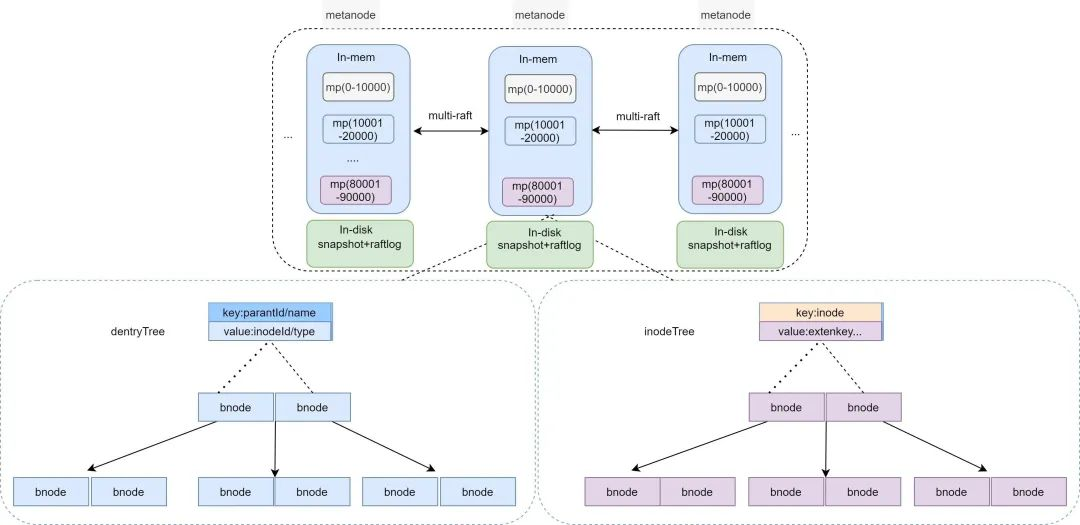 metanode
metanode
metanode
In-mem
In-mem
In-mem
mp(0-10000)
mp(0-10000)
mp(0-10000)
multi-raft
multi-raft
mp(10001
-20000)
mp(10001
-20000)
mp(10001
-20000)
...
...
....
mp(80001
-90000)
mp(80001
-90000)
mp(80001
-90000)
In-disk
snapshot+raftlog
In-disk
snapshot+raftlog
In-disk
snapshot+raftlog
dentryTree
key:parantId/name
value:inodeId/type
bnode
bnode
bnode
bnode
bnode
bnode
bnode
bnode
inodeTree
key:inode
value:extenkey...
bnode
bnode
bnode
bnode
bnode
bnode
bnode
bnode